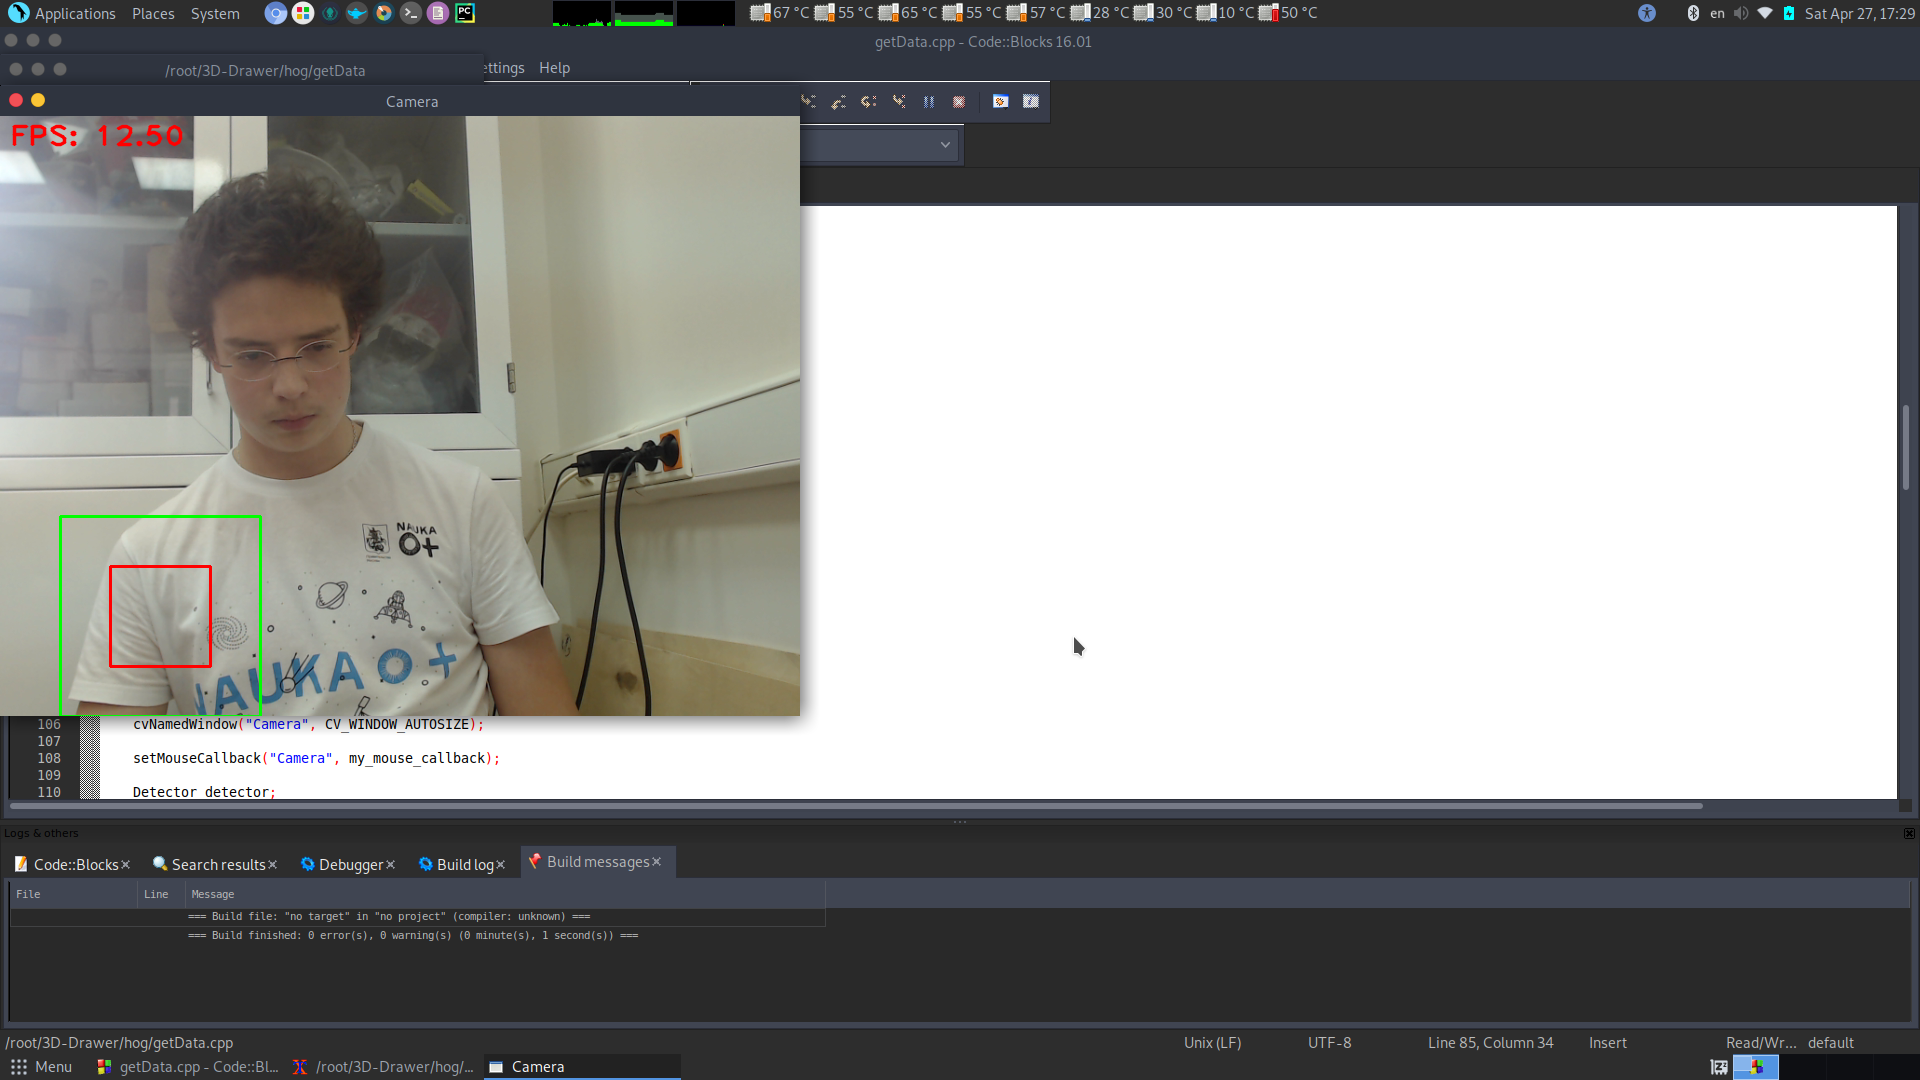 Applications Places System
PC
67 °C 55 °C 65 °C 55 °C 57 °C 28 °C 30 °C 10 °C 50 °C
en
Sat Apr 27, 17:29
getData.cpp - Code::Blocks 16.01
/root/3D-Drawer/hog/getData
ettings Help
Camera
FPS: 12.50
NAUKA
O+
NAUKA O+
106 cvNamedWindow("Camera", CV_WINDOW_AUTOSIZE);
107
108 setMouseCallback("Camera", my_mouse_callback);
109
110 Detector detector;
Logs & others
Code::Blocks Search results Debugger Build log Build messages
File Line Message
=== Build file: "no target" in "no project" (compiler: unknown) ===
=== Build finished: 0 error(s), 0 warning(s) (0 minute(s), 1 second(s)) ===
/root/3D-Drawer/hog/getData.cpp
Unix (LF) UTF-8 Line 85, Column 34 Insert Read/Wr... default
Menu getData.cpp - Code::Bl... /root/3D-Drawer/hog/... Camera